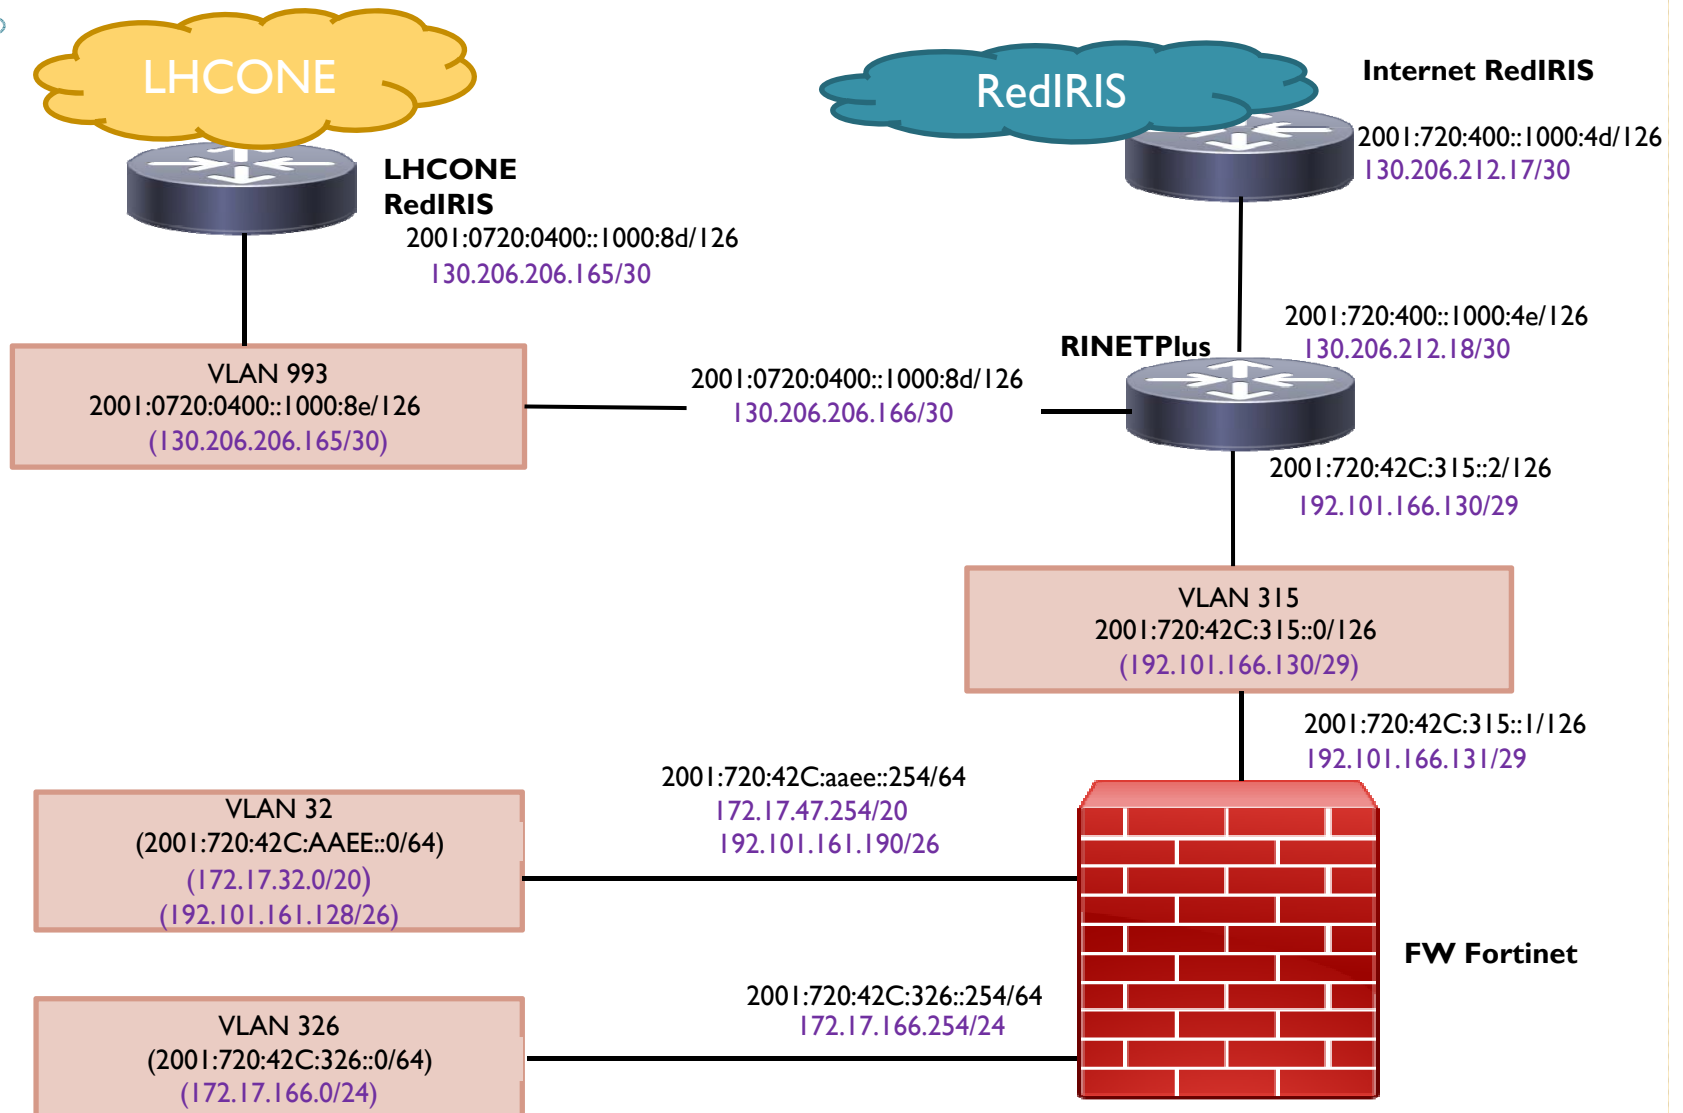 LHCONE
RedIRIS
Internet RedIRIS
2001:720:400::1000:4d/126
130.206.212.17/30
LHCONE
RedIRIS
2001:0720:0400::1000:8d/126
130.206.206.165/30
2001:720:400::1000:4e/126
130.206.212.18/30
RINETPlus
VLAN 993
2001:0720:0400::1000:8e/126
(130.206.206.165/30)
2001:0720:0400::1000:8d/126
130.206.206.166/30
2001:720:42C:315::2/126
192.101.166.130/29
VLAN 315
2001:720:42C:315::0/126
(192.101.166.130/29)
2001:720:42C:315::1/126
192.101.166.131/29
2001:720:42C:aaee::254/64
172.17.47.254/20
192.101.161.190/26
VLAN 32
(2001:720:42C:AAEE::0/64)
(172.17.32.0/20)
(192.101.161.128/26)
FW Fortinet
2001:720:42C:326::254/64
172.17.166.254/24
VLAN 326
(2001:720:42C:326::0/64)
(172.17.166.0/24)